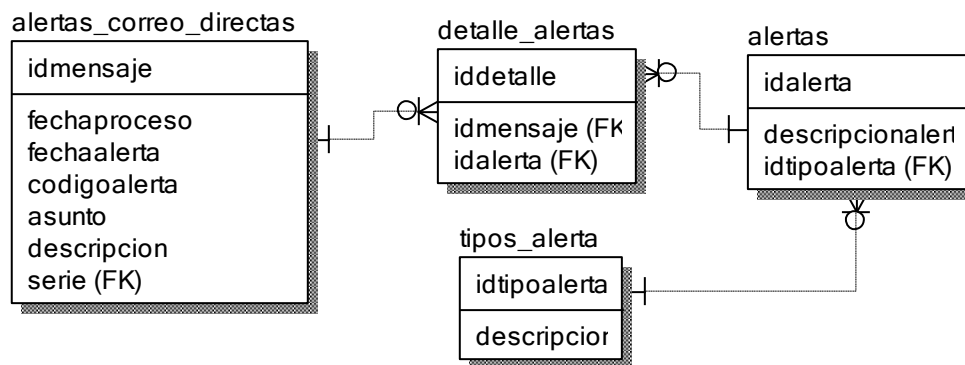 alertas_correo_directas
idmensaje
fechaproceso
fechaalerta
codigoalerta
asunto
descripcion
serie (FK)
detalle_alertas
iddetalle
idmensaje (FK
idalerta (FK)
alertas
idalerta
descripcionalert
idtipoalerta (FK)
tipos_alerta
idtipoalerta
descripcion